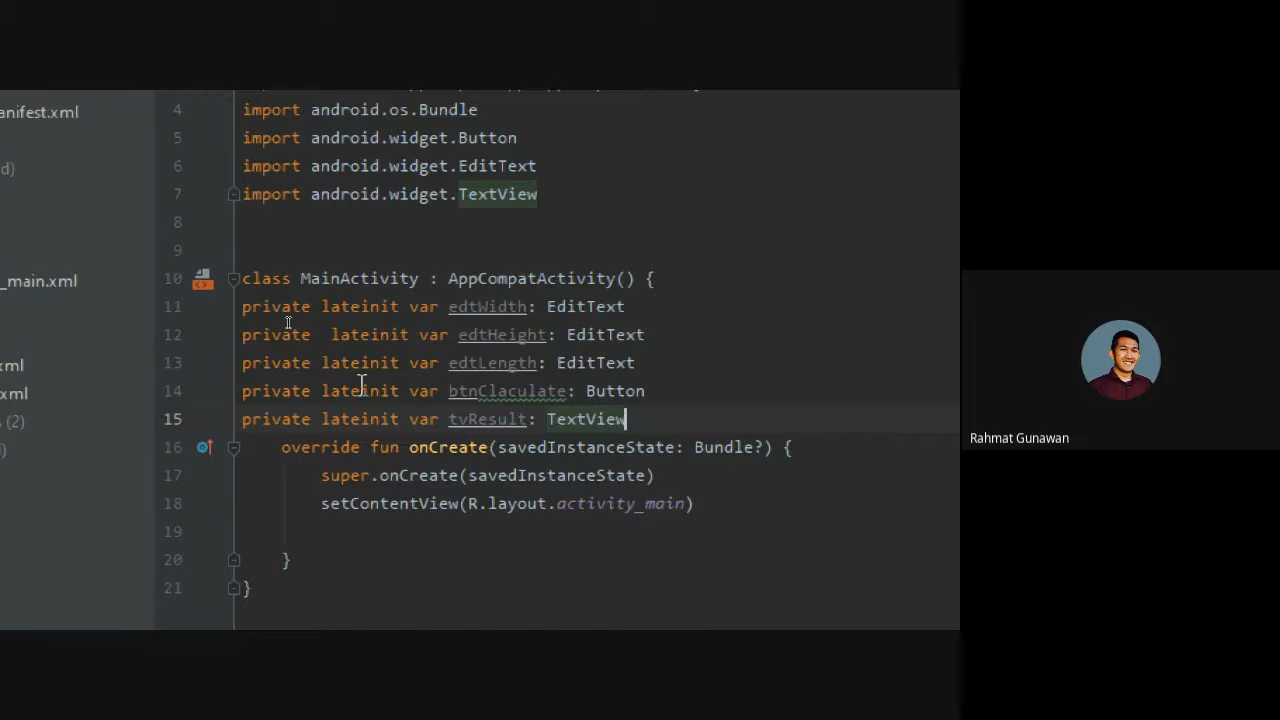 anifest.xml
d)
_main.xml
ml
xml
s (2)
)
4 import android.os.Bundle
5 import android.widget.Button
6 import android.widget.EditText
7 import android.widget.TextView
8
9
10 class MainActivity : AppCompatActivity() {
11 private lateinit var edtWidth: EditText
12 private  lateinit var edtHeight: EditText
13 private lateinit var edtLength: EditText
14 private lateinit var btnClaculate: Button
15 private lateinit var tvResult: TextView
16 override fun onCreate(savedInstanceState: Bundle?) {
17 super.onCreate(savedInstanceState)
18 setContentView(R.layout.activity_main)
19
20 }
21 }
Rahmat Gunawan